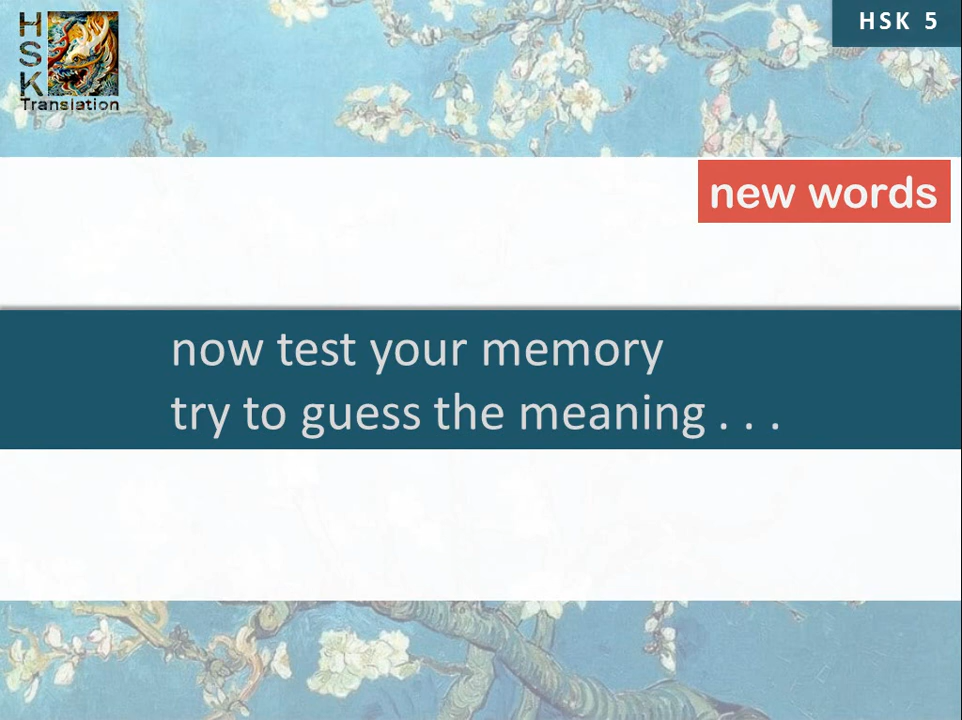 HSK
Translation
HSK 5
new words
now test your memory
try to guess the meaning . . .